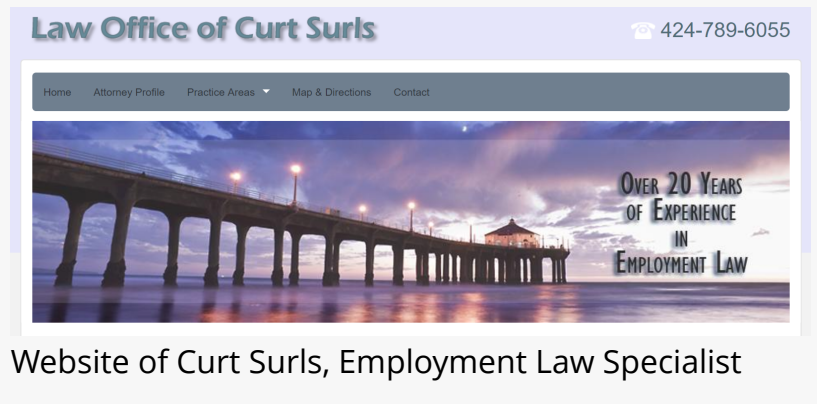 Law Office of Curt Surls
424-789-6055
Home Attorney Profile Practice Areas Map & Directions Contact
Over 20 Years
of Experience
in
Employment Law
Website of Curt Surls, Employment Law Specialist